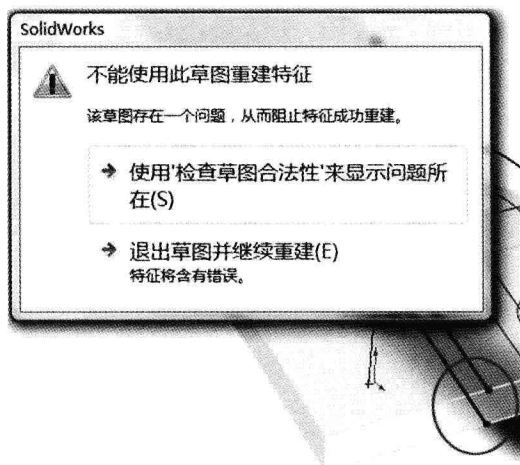 SolidWorks
不能使用此草图重建特征
该草图存在一个问题，从而阻止特征成功重建。
使用'检查草图合法性'来显示问题所
在(S)
退出草图并继续重建(E)
特征将含有错误。